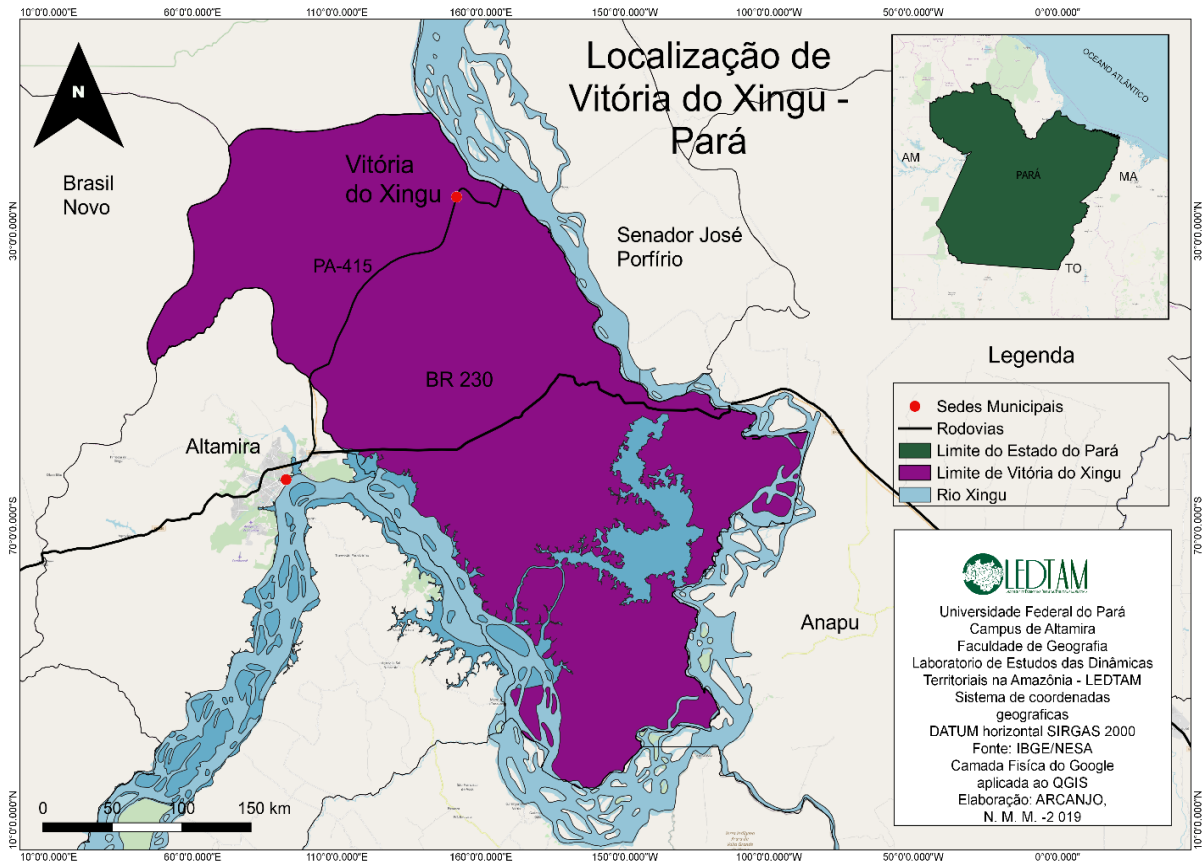 10°0'0.000"E 60°0'0.000"E 110°0'0.000"E 160°0'0.000"E 150°0'0.000"W 100°0'0.000"W 50°0'0.000"W 0°0'0.000"
N
Localização de
Vitória do Xingu -
Pará
OCEANO ATLÂNTICO
AM
PARÁ
MA
TO
Brasil
Novo
Vitória
do Xingu
PA-415
Senador José
Porfírio
30°0'0.000"N
30°0'0.000"N
BR 230
Altamira
Anapu
70°0'0.000"S
70°0'0.000"S
Legenda
Sedes Municipais
Rodovias
Limite do Estado do Pará
Limite de Vitória do Xingu
Rio Xingu
LEDTAM
Universidade Federal do Pará
Campus de Altamira
Faculdade de Geografia
Laboratorio de Estudos das Dinâmicas
Territoriais na Amazônia - LEDTAM
Sistema de coordenadas
geograficas
DATUM horizontal SIRGAS 2000
Fonte: IBGE/NESA
Camada Fisíca do Google
aplicada ao QGIS
Elaboração: ARCANJO,
N. M. M. -2 019
0 50 100 150 km
10°0'0.000"N
10°0'0.000"N
10°0'0.000"E 60°0'0.000"E 110°0'0.000"E 160°0'0.000"E 150°0'0.000"W 100°0'0.000"W 50°0'0.000"W 0°0'0.000"